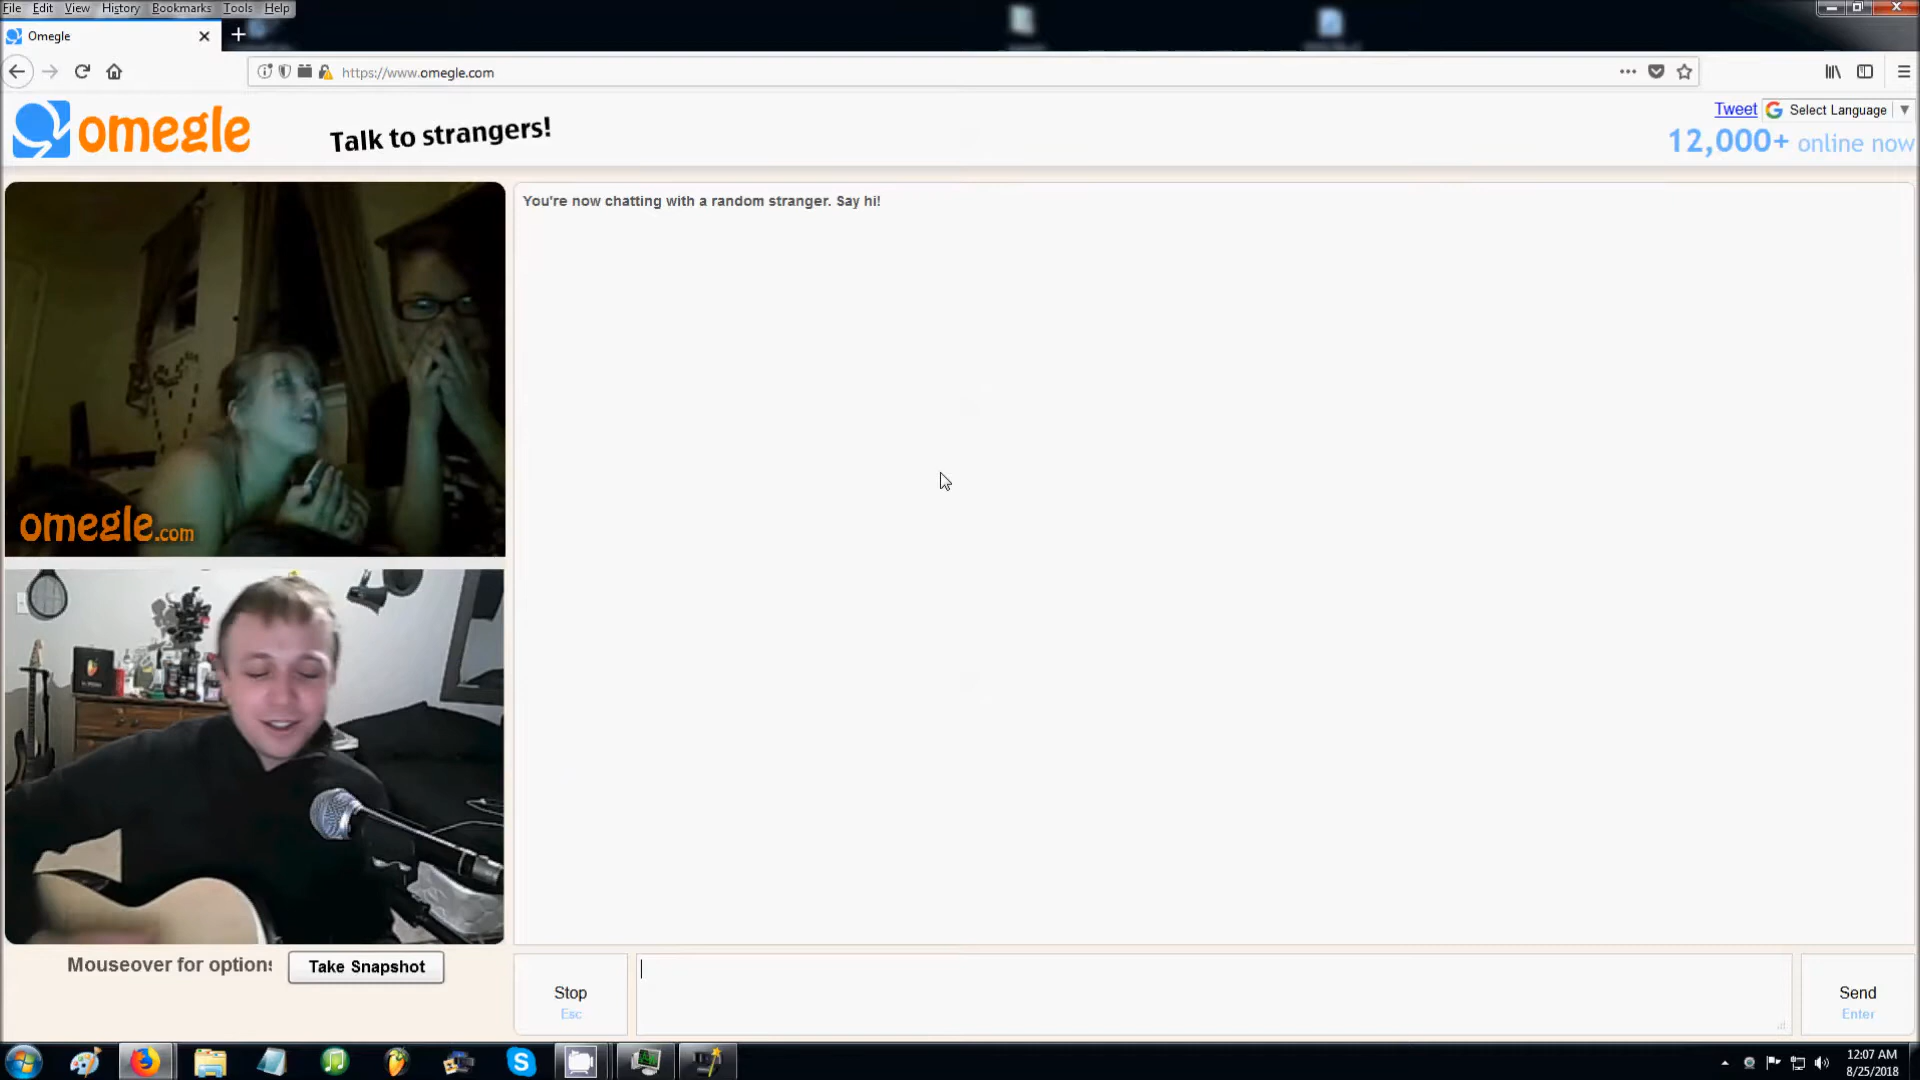 File Edit View History Bookmarks Tools Help
Omegle
https://www.omegle.com
omegle
Talk to strangers!
Tweet
Select Language
12,000+ online now
You're now chatting with a random stranger. Say hi!
omegle.com
Mouseover for options
Take Snapshot
Stop
Esc
Send
Enter
12:07 AM
8/25/2018